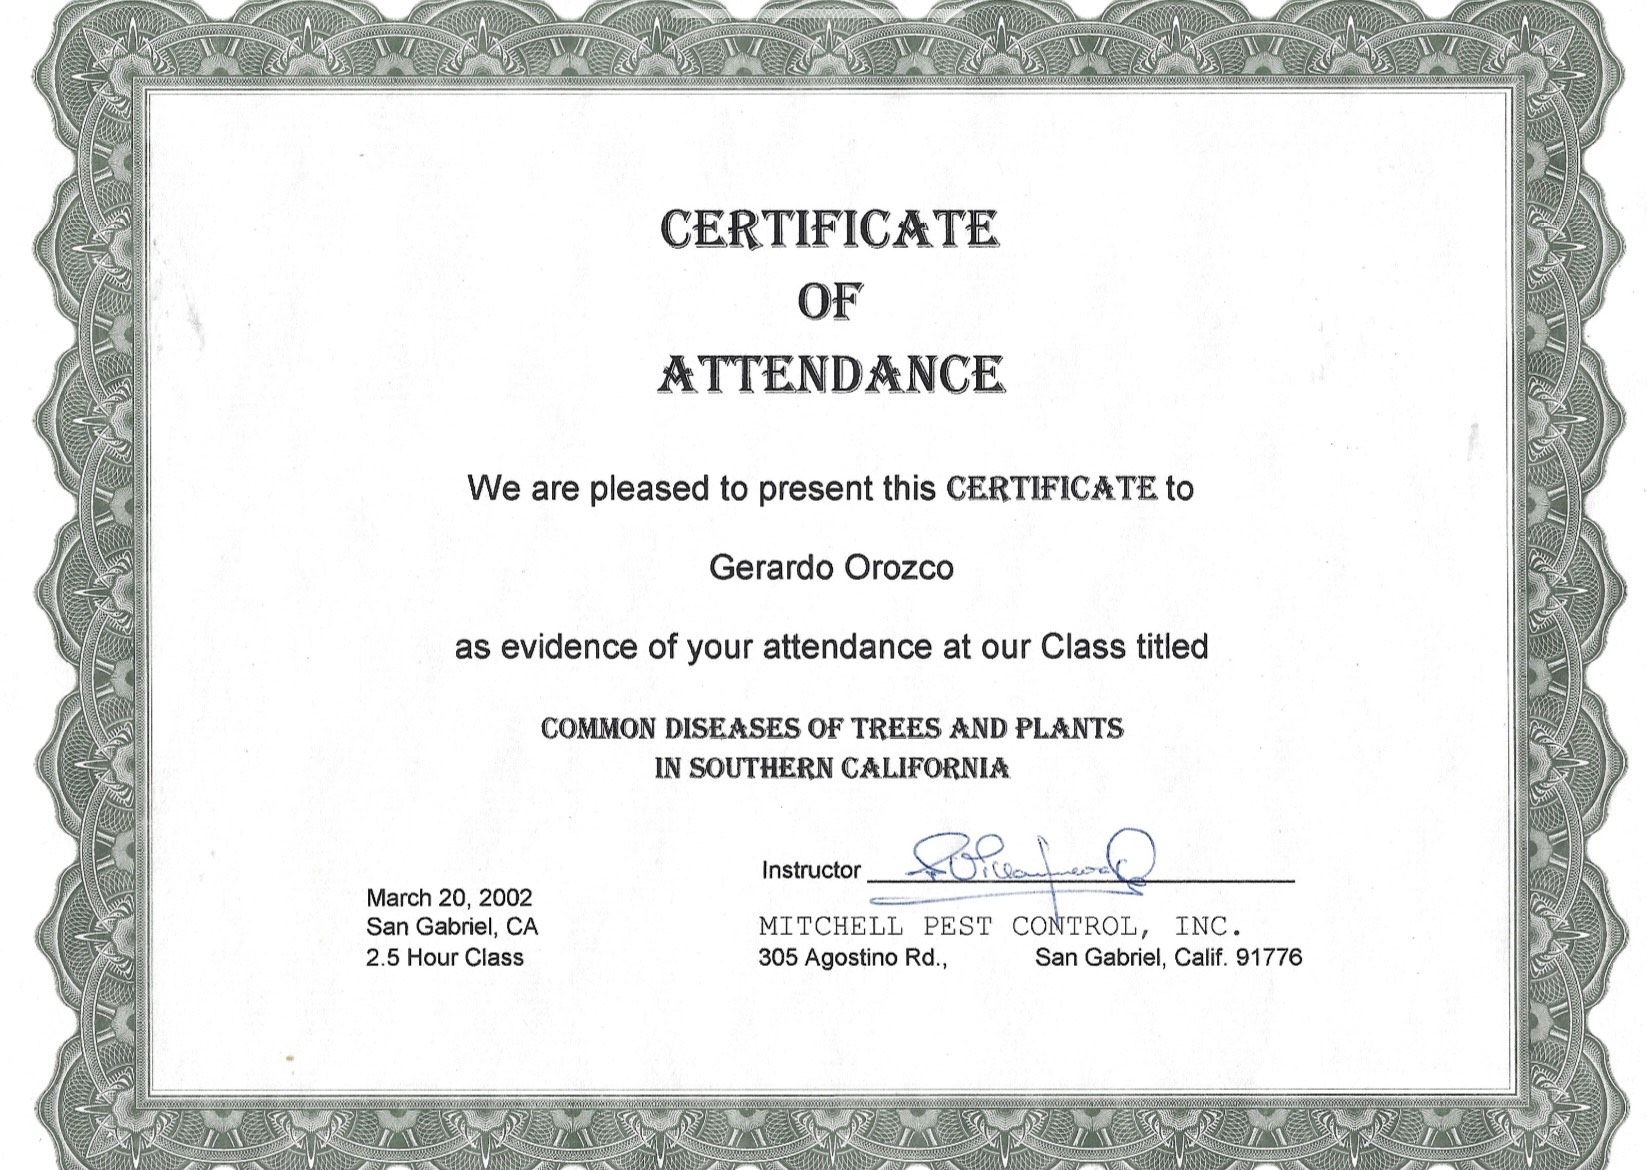 CERTIFICATE
OF
ATTENDANCE
We are pleased to present this CERTIFICATE to
Gerardo Orozco
as evidence of your attendance at our Class titled
COMMON DISEASES OF TREES AND PLANTS
IN SOUTHERN CALIFORNIA
Instructor
March 20, 2002
San Gabriel, CA
2.5 Hour Class
MITCHELL PEST CONTROL, INC.
305 Agostino Rd., San Gabriel, Calif. 91776